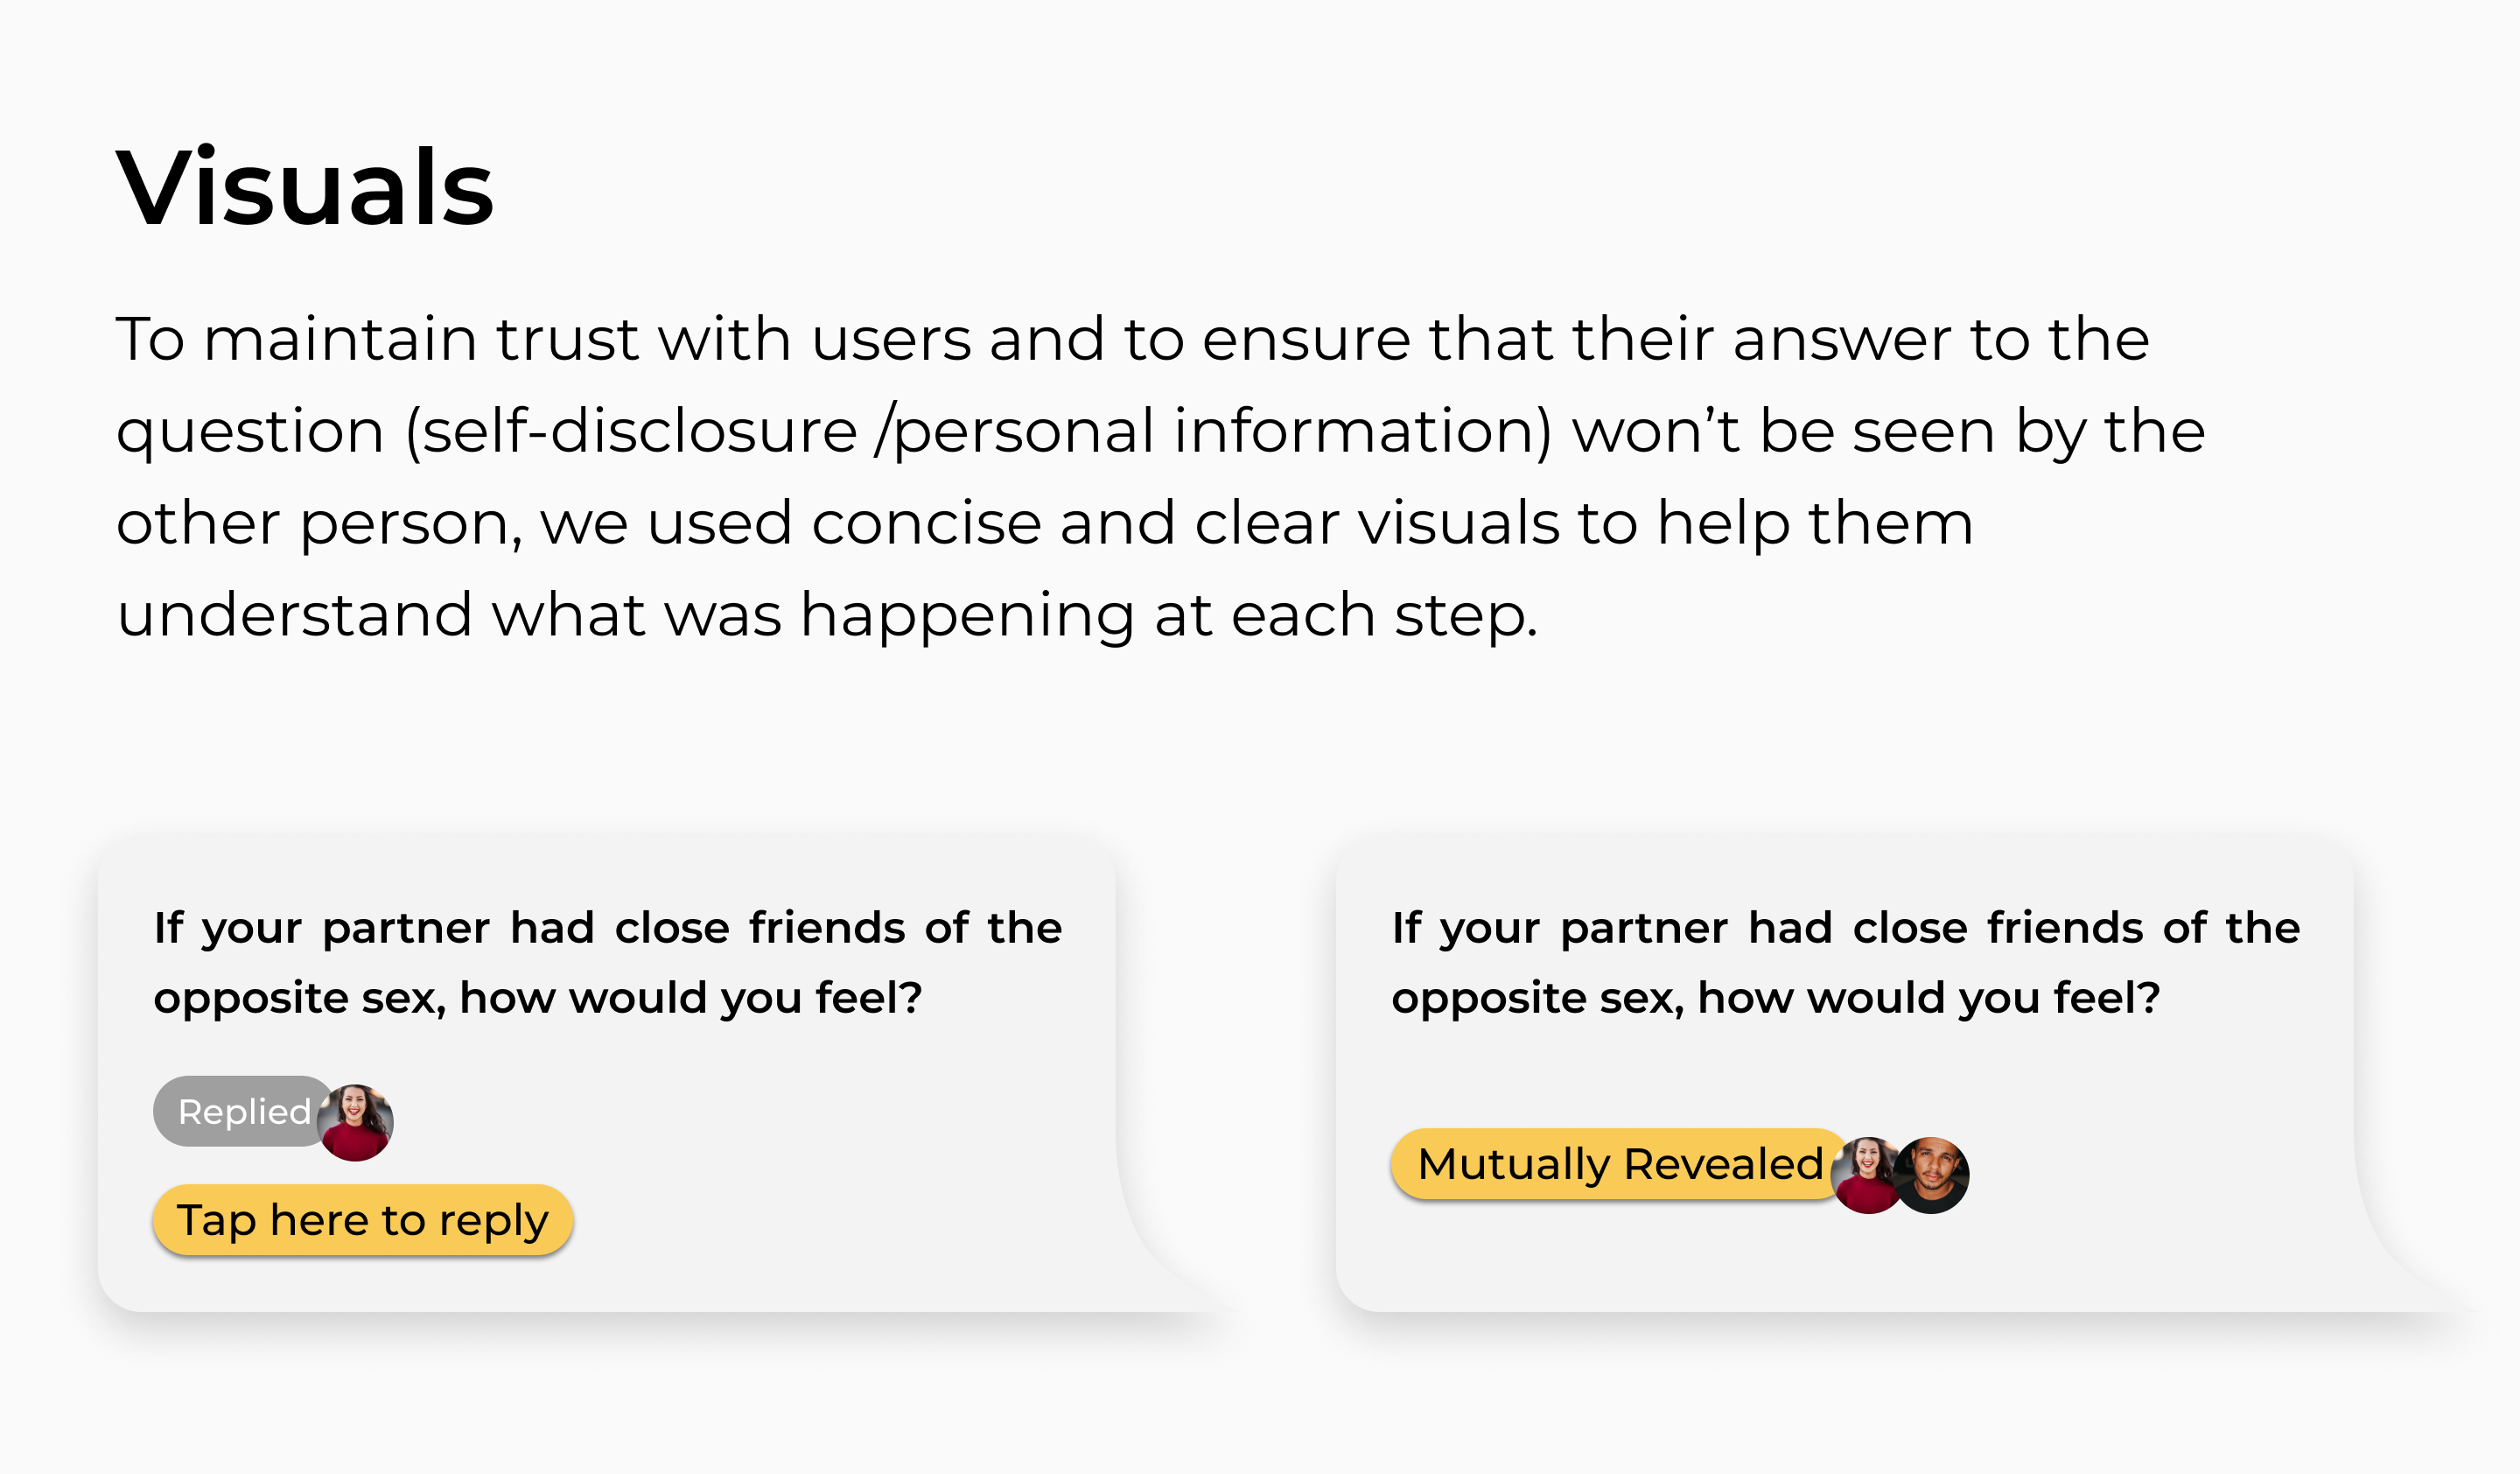 Visuals
To maintain trust with users and to ensure that their answer to the
question (self-disclosure /personal information) won’t be seen by the
other person, we used concise and clear visuals to help them
understand what was happening at each step.
If your partner had close friends of the
opposite sex, how would you feel?
Replied
Tap here to reply
If your partner had close friends of the
opposite sex, how would you feel?
Mutually Revealed